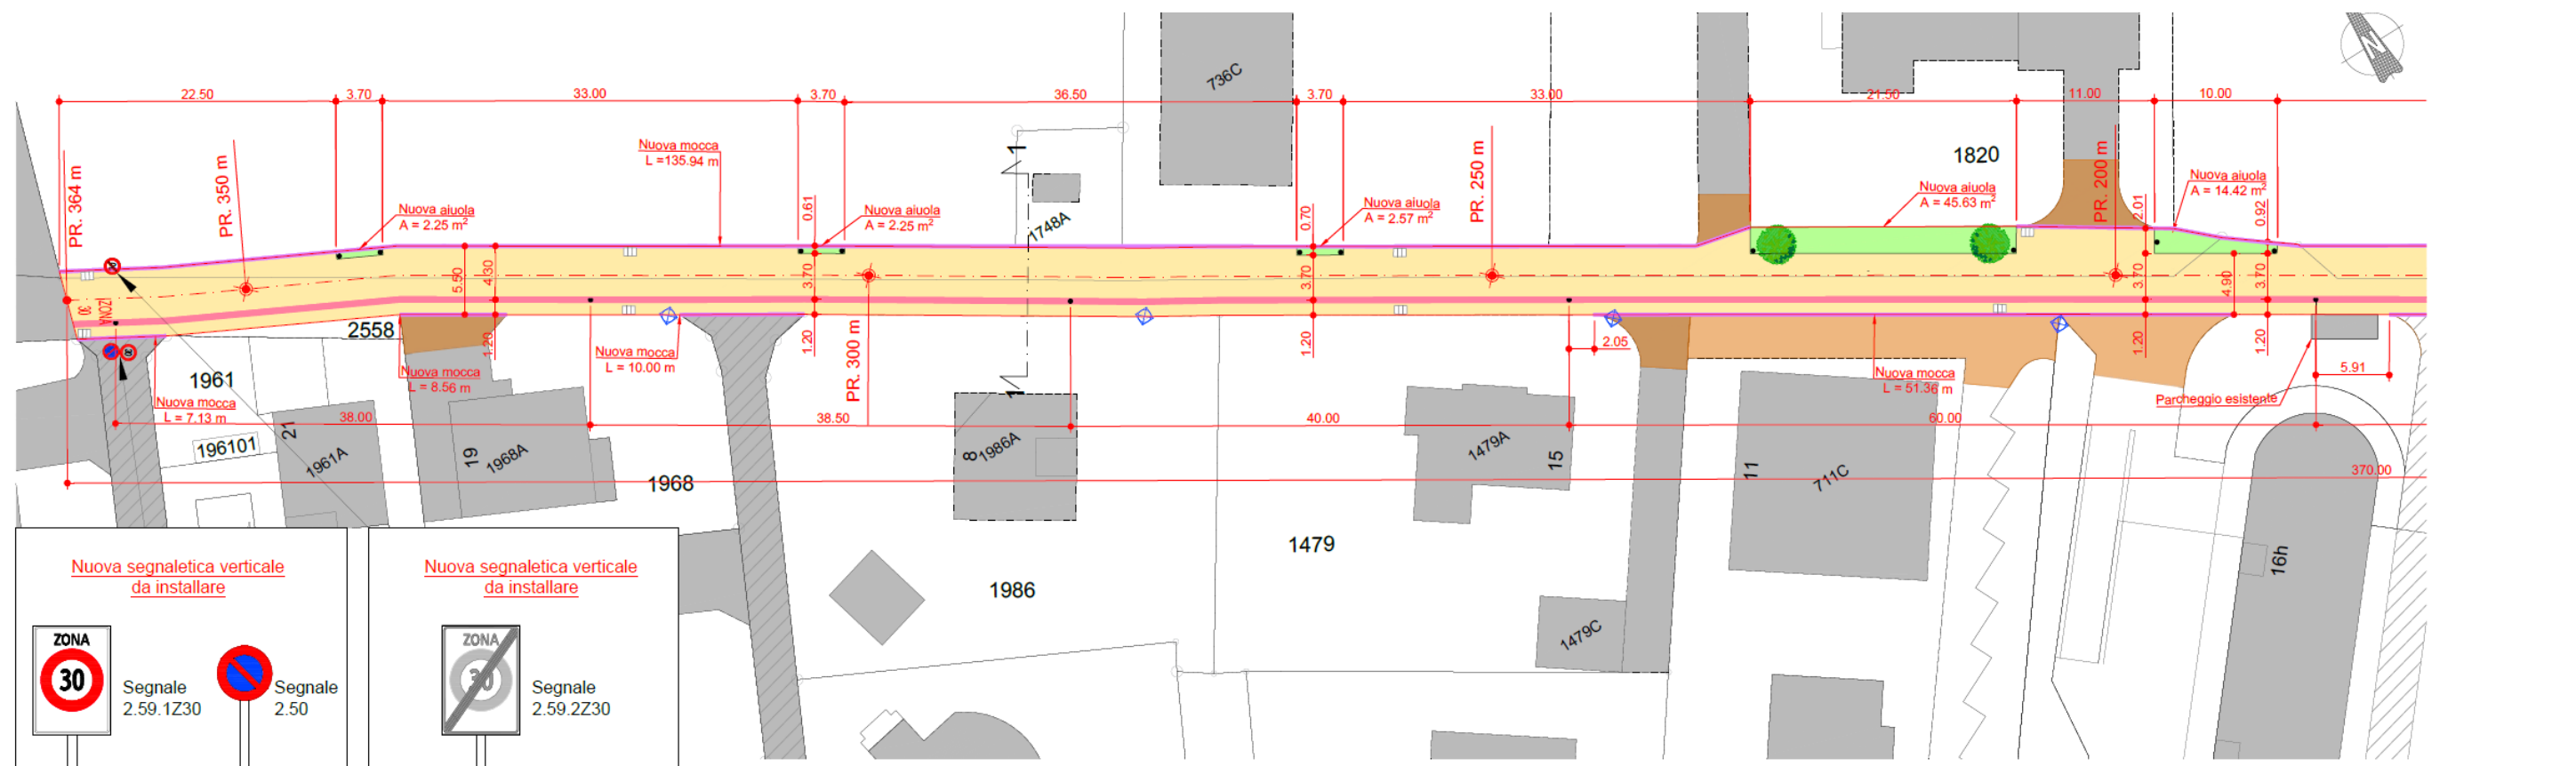 22.50
3.70
33.00
3.70
36.50
3.70
33.00
21.50
11.00
10.00
736C
N
PR. 364 m
PR. 350 m
Nuova mocca
L =135.94 m
1
PR. 250 m
1820
PR. 200 m
Nuova aiuola
A = 14.42 m²
Nuova aiuola
A = 2.25 m²
0.61
Nuova aiuola
A = 2.25 m²
1748A
0.70
Nuova aiuola
A = 2.57 m²
Nuova aiuola
A = 45.63 m²
2.01
0.92
5.50
4.30
3.70
3.70
3.70
4.90
3.70
ZONA
30
2558
1.20
Nuova mocca
L = 10.00 m
1.20
PR. 300 m
1.20
2.05
1.20
1.20
1961
Nuova mocca
L = 8.56 m
1
Nuova mocca
L = 51.36 m
5.91
Parcheggio esistente
Nuova mocca
L = 7.13 m
38.00
38.50
40.00
60.00
196101
21
1961A
19
1968A
8
1986A
1479A
15
11
711C
1968
370.00
1479
16h
1986
1479C
Nuova segnaletica verticale
da installare
ZONA
30
Segnale
2.59.1Z30
Segnale
2.50
Nuova segnaletica verticale
da installare
ZONA
30
Segnale
2.59.2Z30